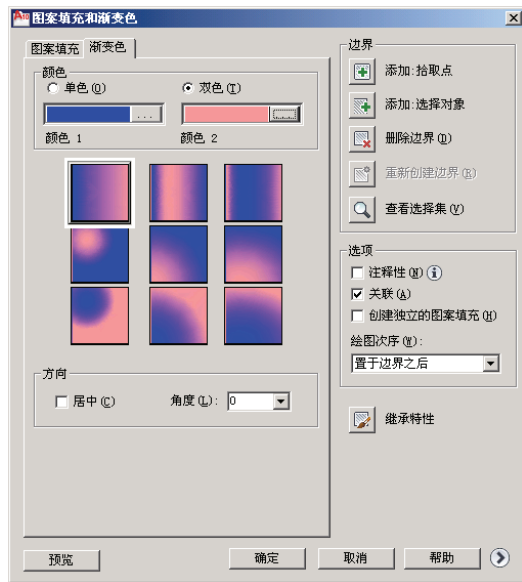 图案填充和渐变色
图案填充 渐变色
颜色
单色(O) 双色(T)
...
...
颜色 1 颜色 2
方向
居中(C) 角度(L): 0
边界
添加:拾取点
添加:选择对象
删除边界(D)
重新创建边界(R)
查看选择集(V)
选项
注释性(N)
关联(A)
创建独立的图案填充(H)
绘图次序(W):
置于边界之后
继承特性
预览 确定 取消 帮助